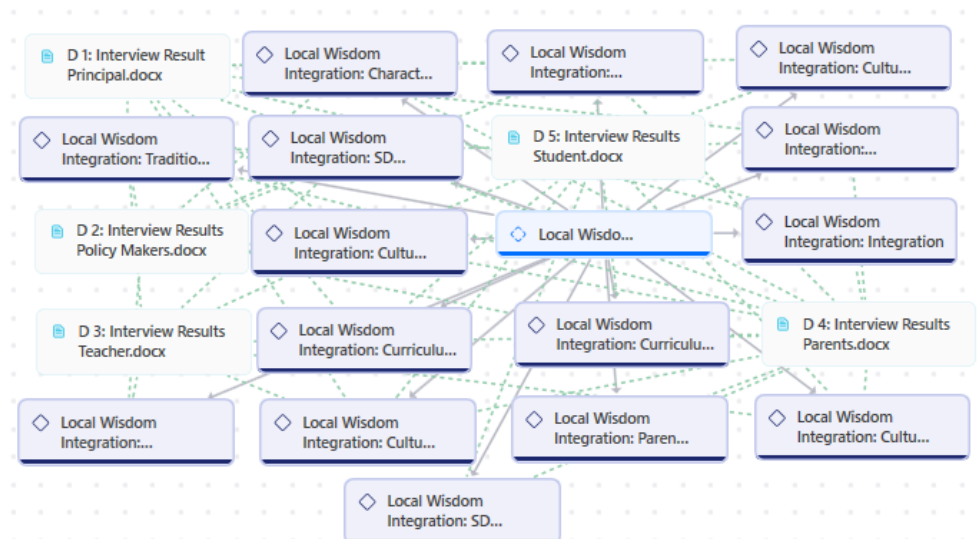 D 1: Interview Result
Principal.docx
Local Wisdom
Integration: Charact...
Local Wisdom
Integration:...
Local Wisdom
Integration: Cultu...
Local Wisdom
Integration: Traditio...
Local Wisdom
Integration: SD...
D 5: Interview Results
Student.docx
Local Wisdom
Integration:...
D 2: Interview Results
Policy Makers.docx
Local Wisdom
Integration: Cultu...
Local Wisdo...
Local Wisdom
Integration: Integration
D 3: Interview Results
Teacher.docx
Local Wisdom
Integration: Curriculu...
Local Wisdom
Integration: Curriculu...
D 4: Interview Results
Parents.docx
Local Wisdom
Integration:...
Local Wisdom
Integration: Cultu...
Local Wisdom
Integration: Paren...
Local Wisdom
Integration: Cultu...
Local Wisdom
Integration: SD...